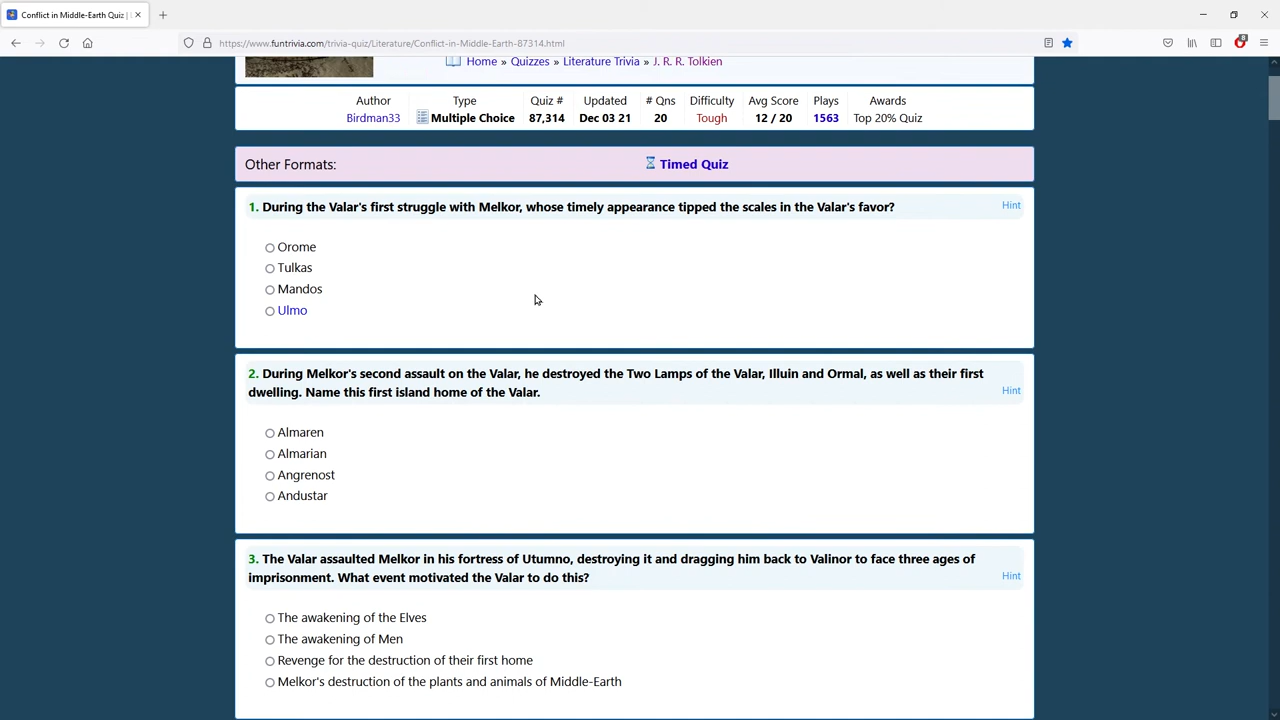 Conflict in Middle-Earth Quiz | L
https://www.funtrivia.com/trivia-quiz/Literature/Conflict-in-Middle-Earth-87314.html
8
Home » Quizzes » Literature Trivia » J. R. R. Tolkien
Author Type Quiz # Updated # Qns Difficulty Avg Score Plays Awards
Birdman33 Multiple Choice 87,314 Dec 03 21 20 Tough 12 / 20 1563 Top 20% Quiz
Other Formats: Timed Quiz
1. During the Valar's first struggle with Melkor, whose timely appearance tipped the scales in the Valar's favor? Hint
Orome
Tulkas
Mandos
Ulmo
2. During Melkor's second assault on the Valar, he destroyed the Two Lamps of the Valar, Illuin and Ormal, as well as their first
dwelling. Name this first island home of the Valar. Hint
Almaren
Almarian
Angrenost
Andustar
3. The Valar assaulted Melkor in his fortress of Utumno, destroying it and dragging him back to Valinor to face three ages of
imprisonment. What event motivated the Valar to do this? Hint
The awakening of the Elves
The awakening of Men
Revenge for the destruction of their first home
Melkor's destruction of the plants and animals of Middle-Earth